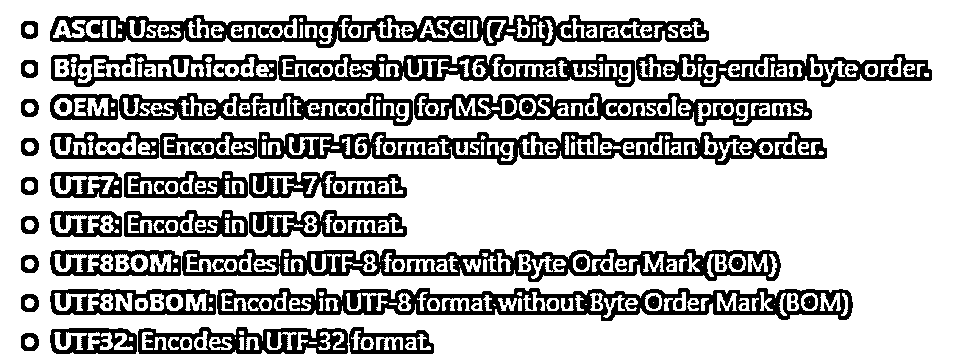 ASCII: Uses the encoding for the ASCII (7-bit) character set.
BigEndianUnicode: Encodes in UTF-16 format using the big-endian byte order.
OEM: Uses the default encoding for MS-DOS and console programs.
Unicode: Encodes in UTF-16 format using the little-endian byte order.
UTF7: Encodes in UTF-7 format.
UTF8: Encodes in UTF-8 format.
UTF8BOM: Encodes in UTF-8 format with Byte Order Mark (BOM)
UTF8NoBOM: Encodes in UTF-8 format without Byte Order Mark (BOM)
UTF32: Encodes in UTF-32 format.